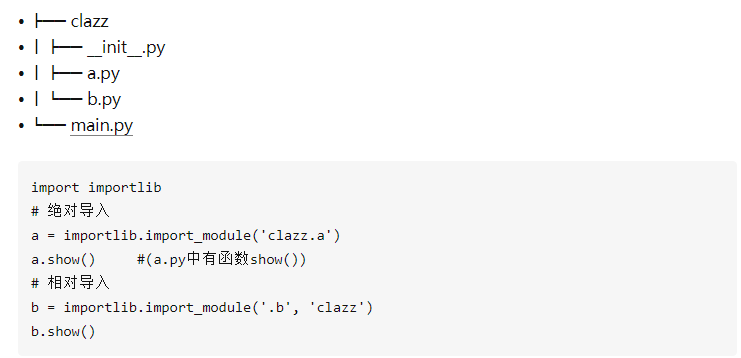 • ├── clazz
• │ ├── __init__.py
• │ ├── a.py
• │ └── b.py
• └── main.py
import importlib
# 绝对导入
a = importlib.import_module('clazz.a')
a.show()     #(a.py中有函数show())
# 相对导入
b = importlib.import_module('.b', 'clazz')
b.show()